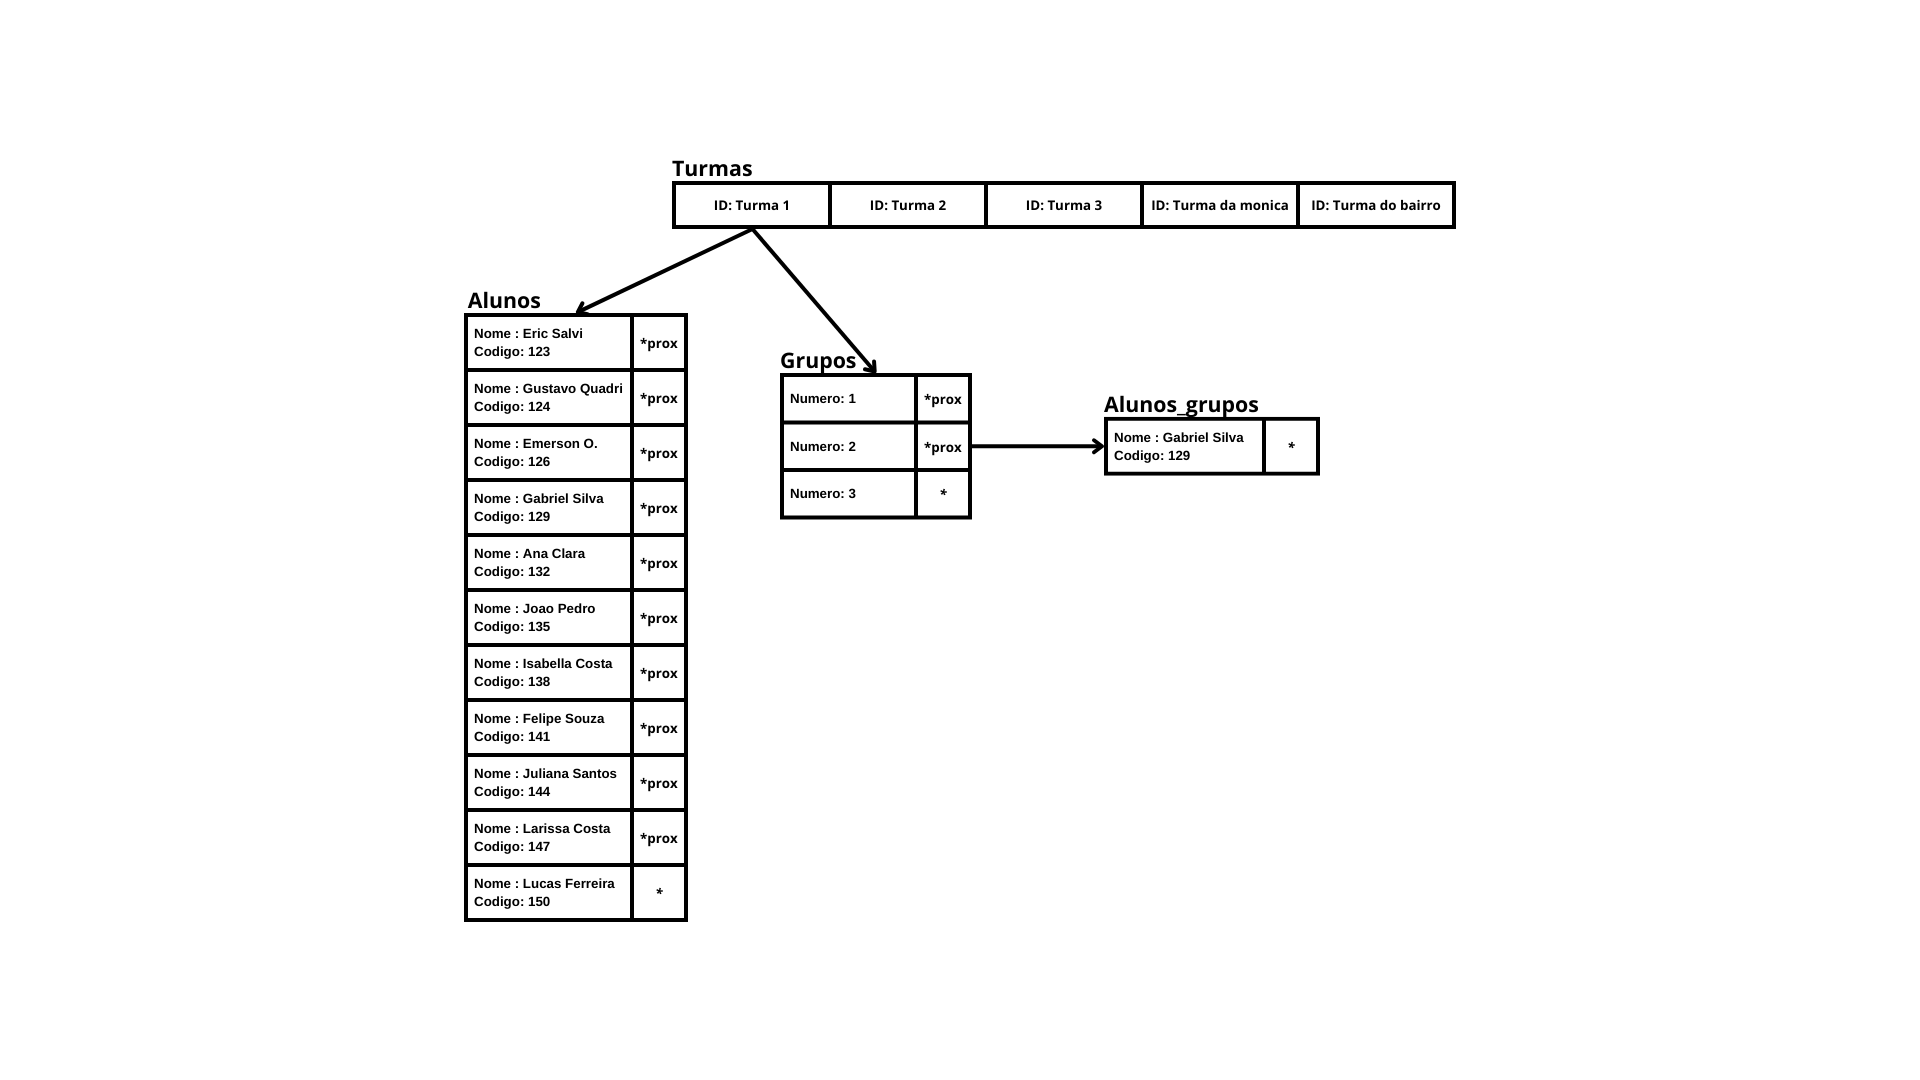 Turmas
ID: Turma 1
ID: Turma 2
ID: Turma 3
ID: Turma da monica
ID: Turma do bairro
Alunos
Nome : Eric Salvi
Codigo: 123
*prox
Nome : Gustavo Quadri
Codigo: 124
*prox
Nome : Emerson O.
Codigo: 126
*prox
Nome : Gabriel Silva
Codigo: 129
*prox
Nome : Ana Clara
Codigo: 132
*prox
Nome : Joao Pedro
Codigo: 135
*prox
Nome : Isabella Costa
Codigo: 138
*prox
Nome : Felipe Souza
Codigo: 141
*prox
Nome : Juliana Santos
Codigo: 144
*prox
Nome : Larissa Costa
Codigo: 147
*prox
Nome : Lucas Ferreira
Codigo: 150
*
Grupos
Numero: 1
*prox
Numero: 2
*prox
Numero: 3
*
Alunos_grupos
Nome : Gabriel Silva
Codigo: 129
*